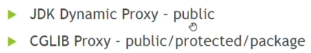 JDK Dynamic Proxy - public
CGLIB Proxy - public/protected/package